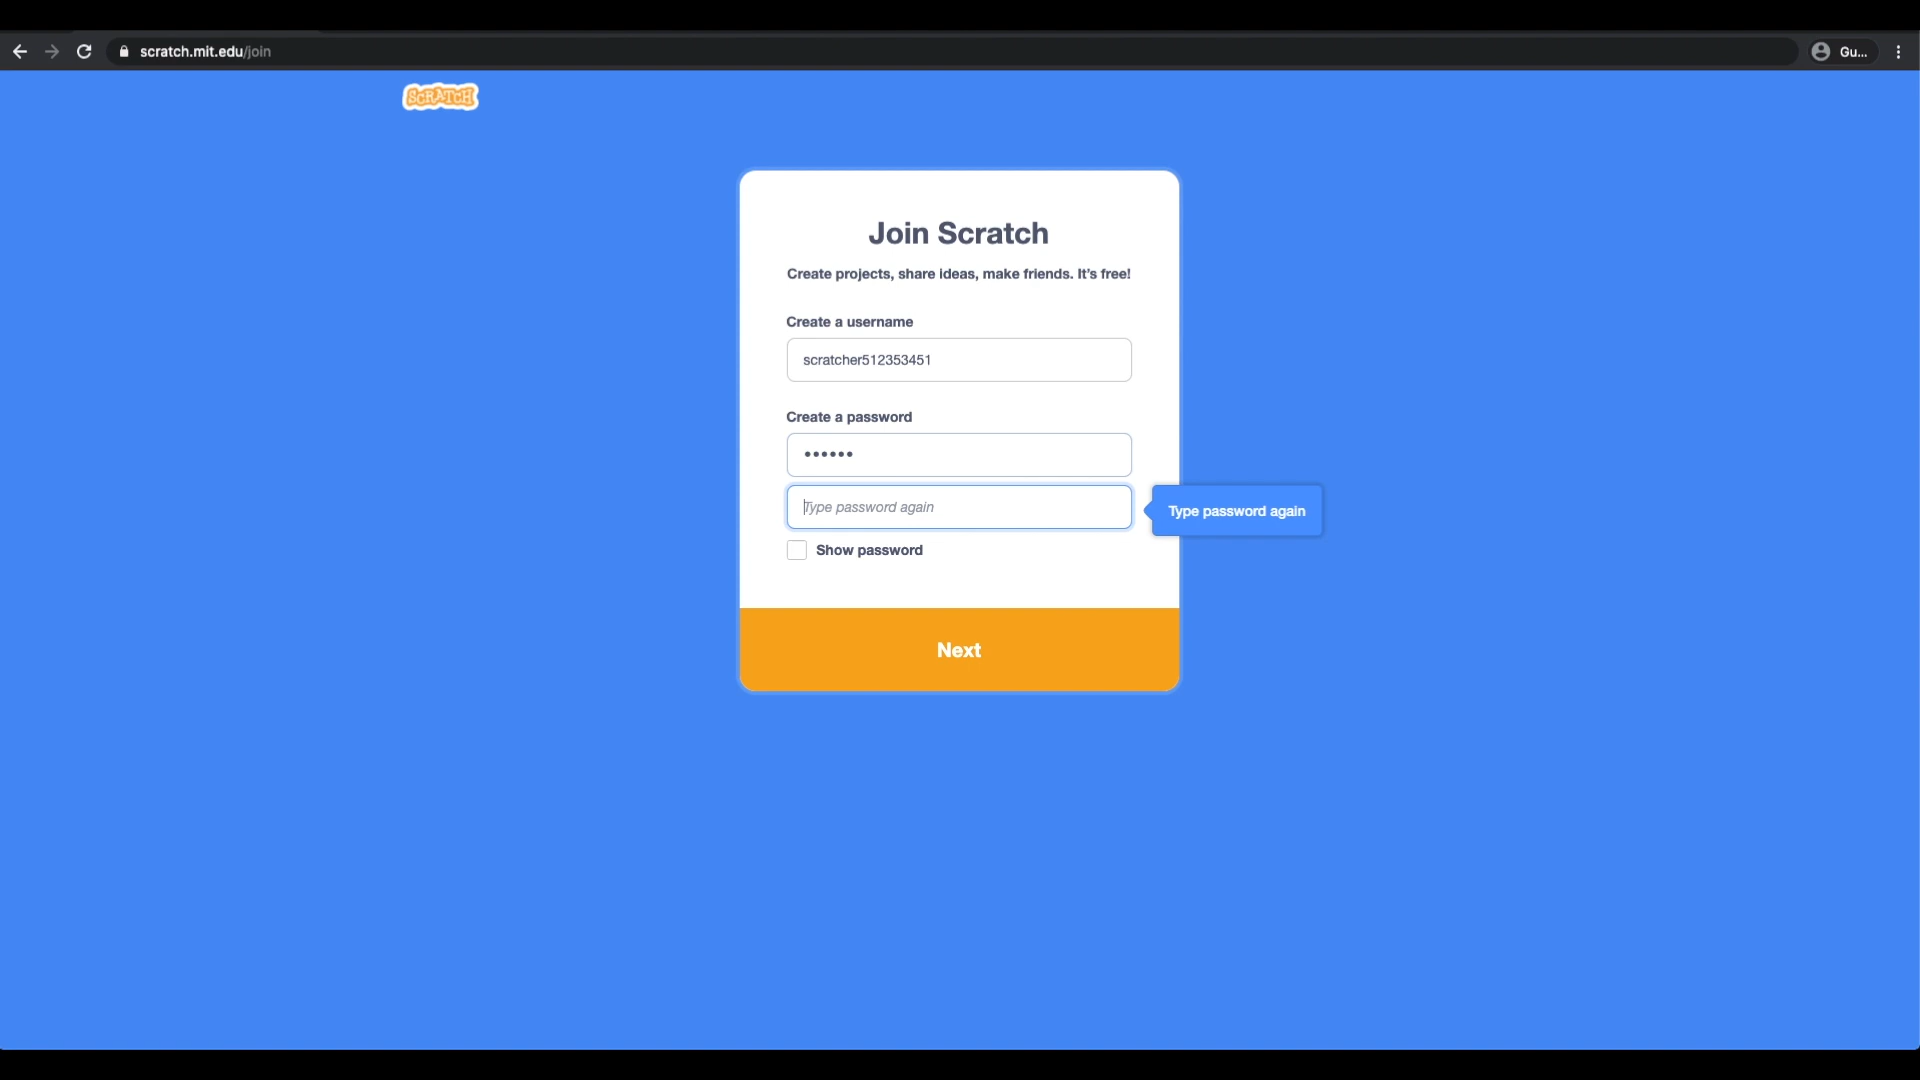 scratch.mit.edu/join
Gu...
SCRATCH
Join Scratch
Create projects, share ideas, make friends. It's free!
Create a username
scratcher512353451
Create a password
••••••
Type password again
Type password again
Show password
Next